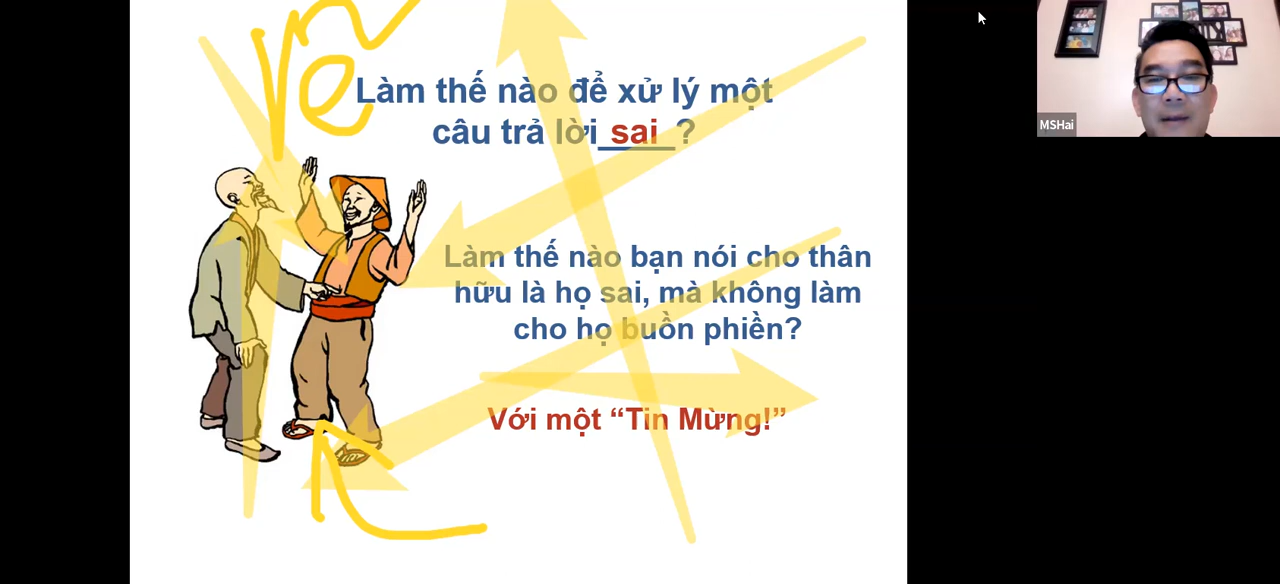 Làm thế nào để xử lý một
câu trả lời sai ?
Làm thế nào bạn nói cho thân
hữu là họ sai, mà không làm
cho họ buồn phiền?
Với một “Tin Mừng!”
MSHai